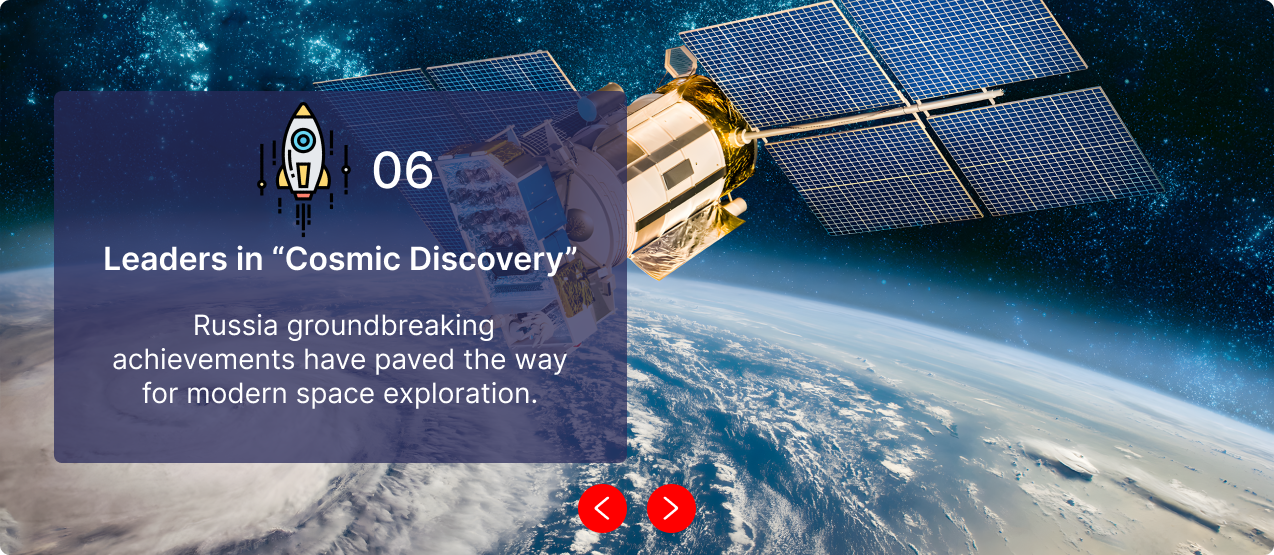 06
Leaders in “Cosmic Discovery”
Russia groundbreaking
achievements have paved the way
for modern space exploration.